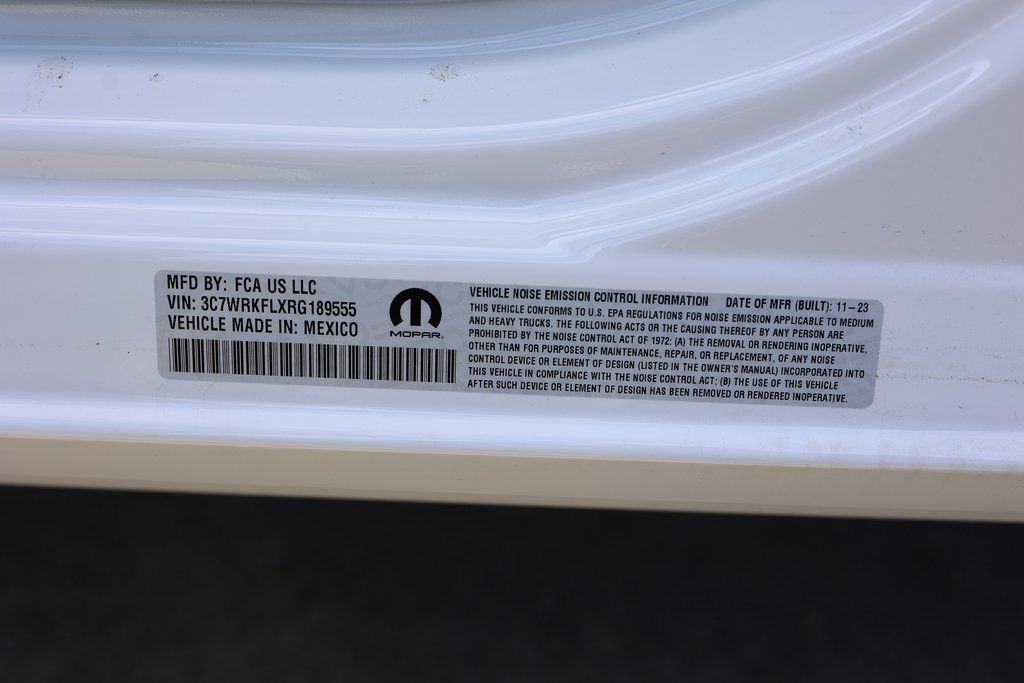 MFD BY: FCA US LLC
VIN: 3C7WRKFLXRG189555
VEHICLE MADE IN: MEXICO
MOPAR.
VEHICLE NOISE EMISSION CONTROL INFORMATION DATE OF MFR (BUILT): 11-23
THIS VEHICLE CONFORMS TO U.S. EPA REGULATIONS FOR NOISE EMISSION APPLICABLE TO MEDIUM
AND HEAVY TRUCKS. THE FOLLOWING ACTS OR THE CAUSING THEREOF BY ANY PERSON ARE
PROHIBITED BY THE NOISE CONTROL ACT OF 1972: (A) THE REMOVAL OR RENDERING INOPERATIVE,
OTHER THAN FOR PURPOSES OF MAINTENANCE, REPAIR, OR REPLACEMENT, OF ANY NOISE
CONTROL DEVICE OR ELEMENT OF DESIGN (LISTED IN THE OWNER'S MANUAL) INCORPORATED INTO
THIS VEHICLE IN COMPLIANCE WITH THE NOISE CONTROL ACT; (B) THE USE OF THIS VEHICLE
AFTER SUCH DEVICE OR ELEMENT OF DESIGN HAS BEEN REMOVED OR RENDERED INOPERATIVE.